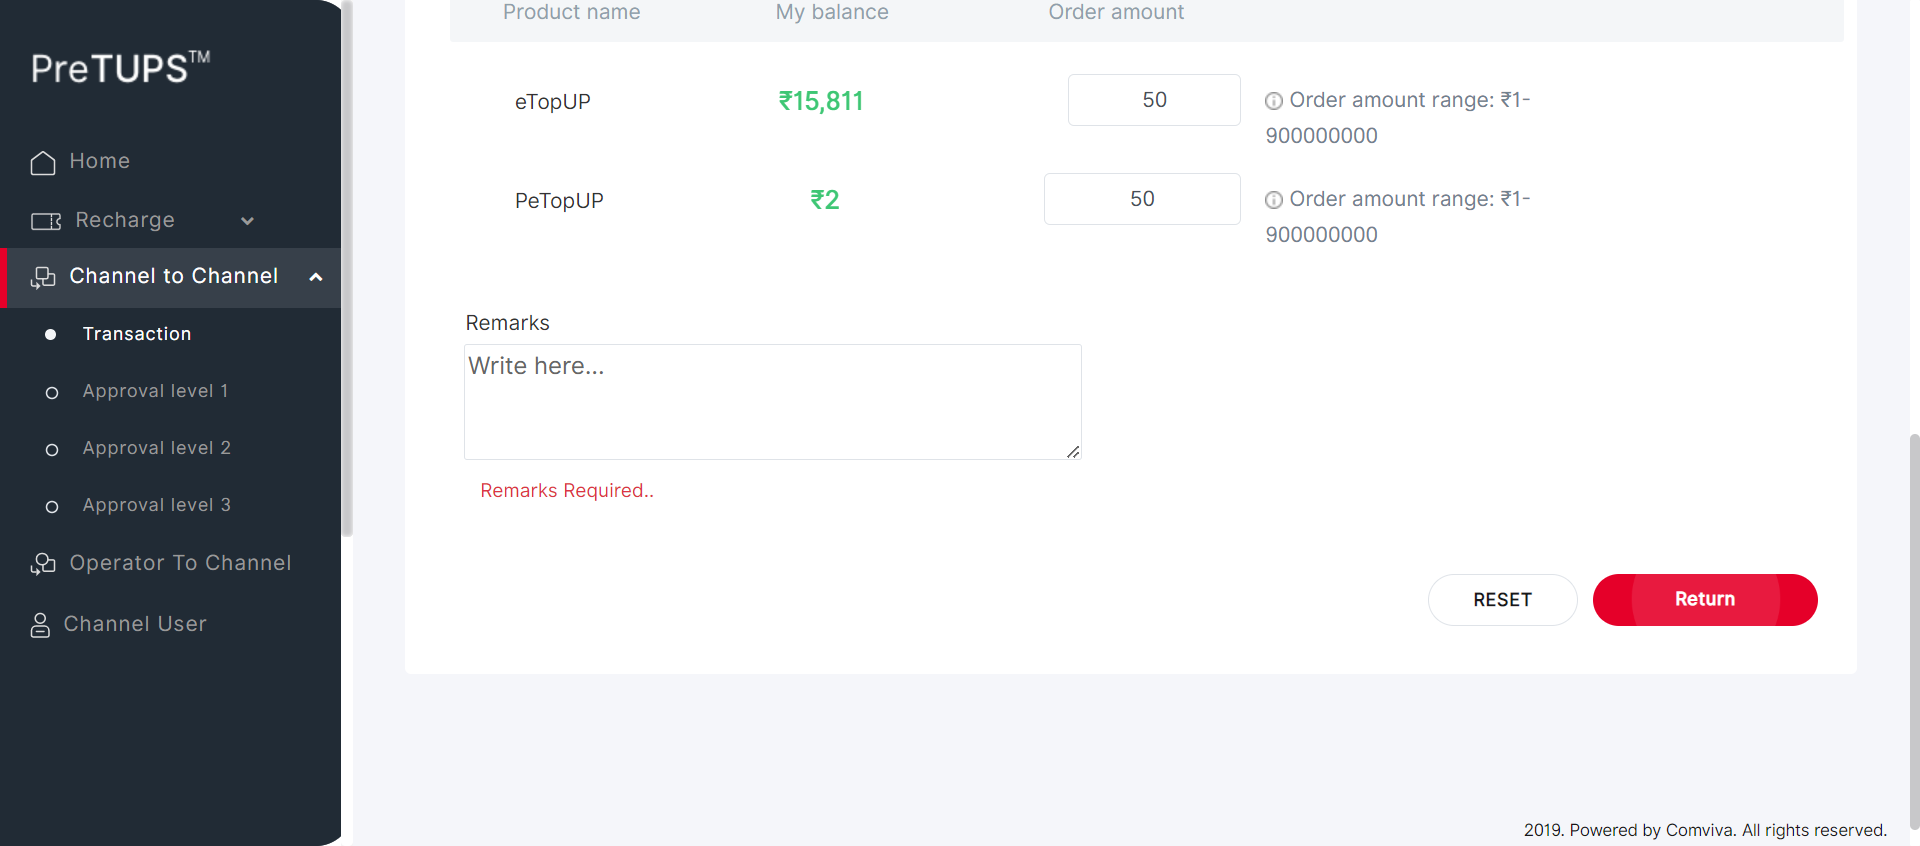 PreTUPS™
Home
Recharge
Channel to Channel
Transaction
Approval level 1
Approval level 2
Approval level 3
Operator To Channel
Channel User
Product name My balance Order amount
eTopUP ₹15,811 50 Order amount range: ₹1-
900000000
PeTopUP ₹2 50 Order amount range: ₹1-
900000000
Remarks
Write here...
Remarks Required..
RESET Return
2019. Powered by Comviva. All rights reserved.